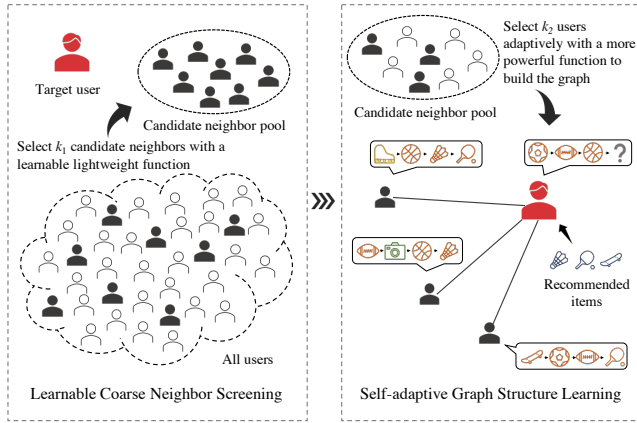 Target user
Candidate neighbor pool
Select k1 candidate neighbors with a
learnable lightweight function
All users
Learnable Coarse Neighbor Screening
Select k2 users
adaptively with a more
powerful function to
build the graph
Candidate neighbor pool
?
Recommended
items
Self-adaptive Graph Structure Learning